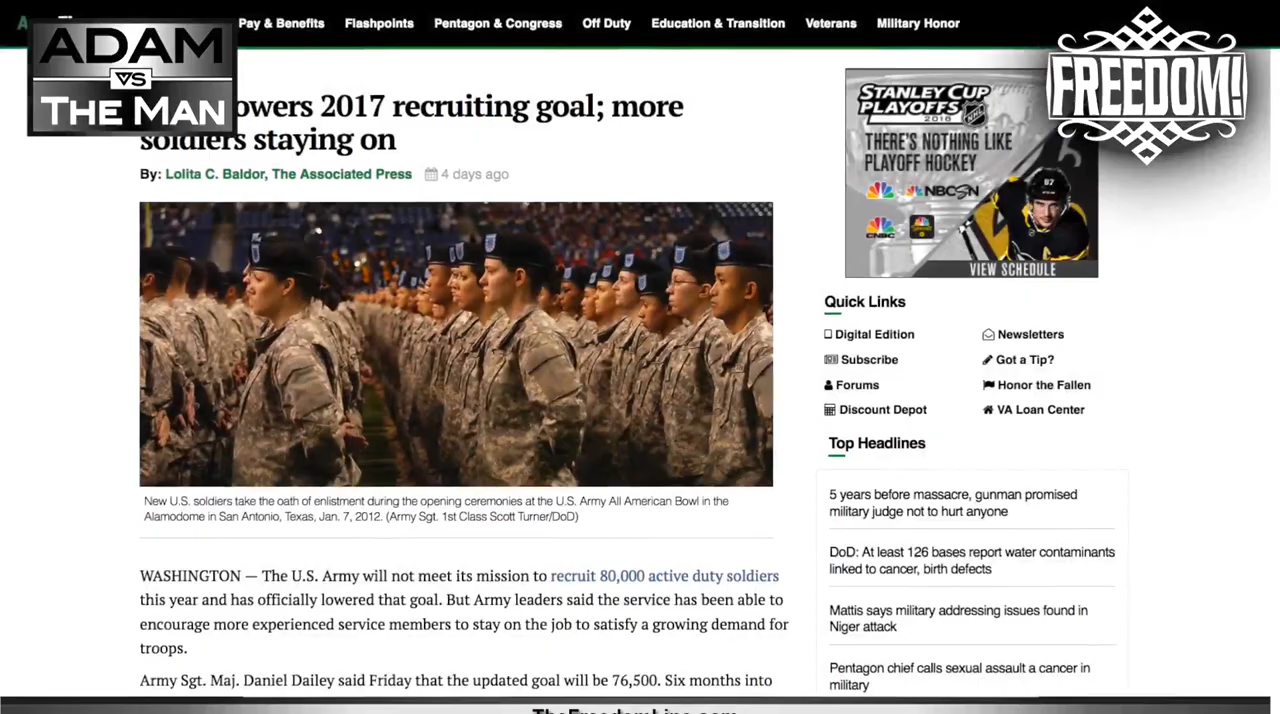 Pay & Benefits Flashpoints Pentagon & Congress Off Duty Education & Transition Veterans Military Honor
ADAM
VS
THE MAN
FREEDOM!
owers 2017 recruiting goal; more
soldiers staying on
By: Lolita C. Baldor, The Associated Press 4 days ago
STANLEY CUP
PLAYOFFS
2018
NHL
THERE'S NOTHING LIKE
PLAYOFF HOCKEY
NBCSN
CNBC
87
VIEW SCHEDULE
New U.S. soldiers take the oath of enlistment during the opening ceremonies at the U.S. Army All American Bowl in the
Alamodome in San Antonio, Texas, Jan. 7, 2012. (Army Sgt. 1st Class Scott Turner/DoD)
WASHINGTON — The U.S. Army will not meet its mission to recruit 80,000 active duty soldiers
this year and has officially lowered that goal. But Army leaders said the service has been able to
encourage more experienced service members to stay on the job to satisfy a growing demand for
troops.
Army Sgt. Maj. Daniel Dailey said Friday that the updated goal will be 76,500. Six months into
Quick Links
Digital Edition Newsletters
Subscribe Got a Tip?
Forums Honor the Fallen
Discount Depot VA Loan Center
Top Headlines
5 years before massacre, gunman promised
military judge not to hurt anyone
DoD: At least 126 bases report water contaminants
linked to cancer, birth defects
Mattis says military addressing issues found in
Niger attack
Pentagon chief calls sexual assault a cancer in
military